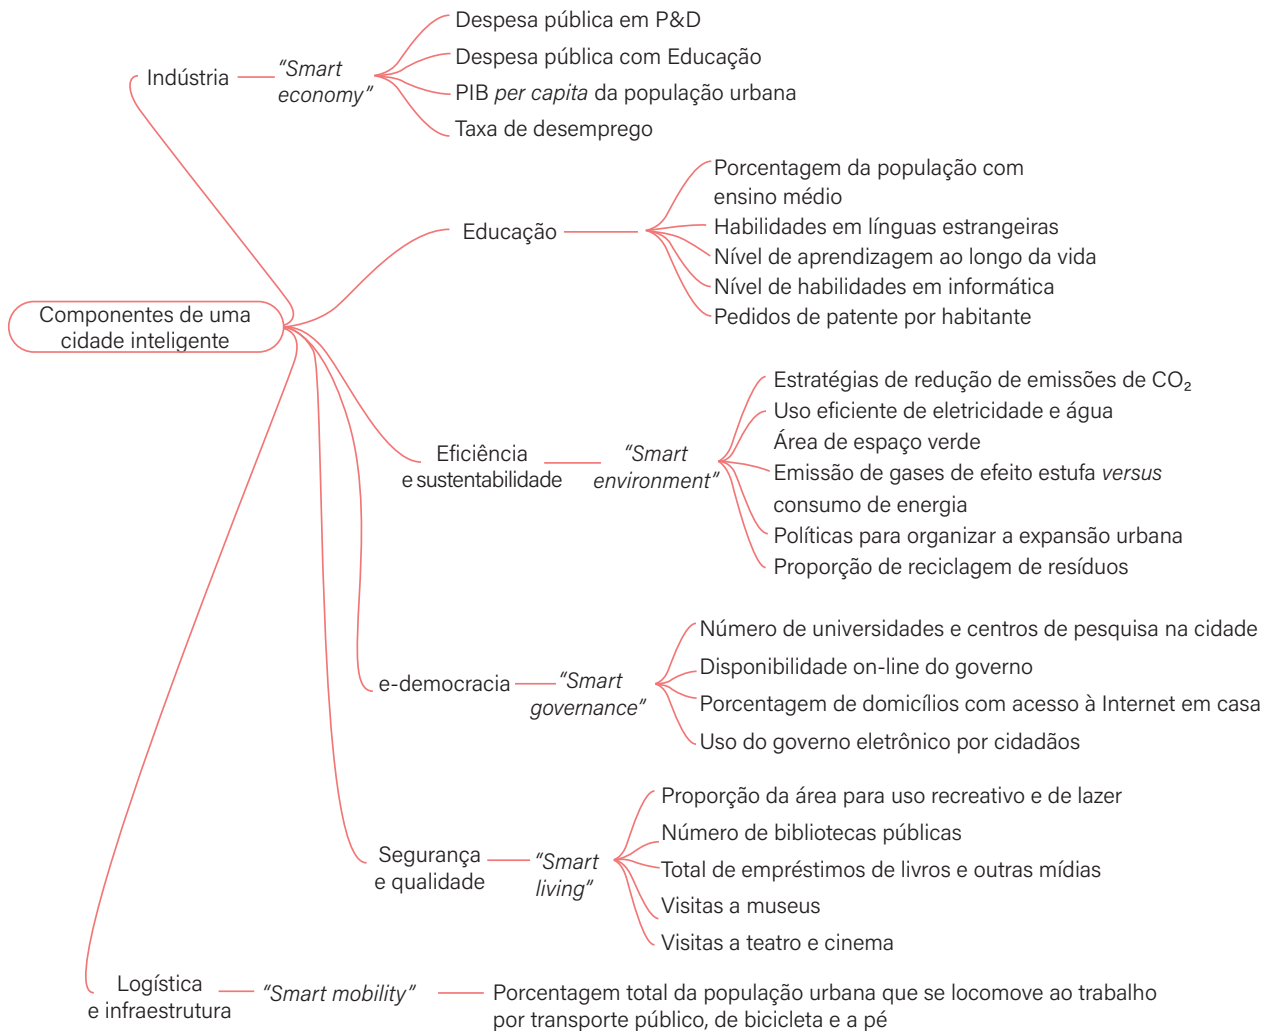 Componentes de uma
cidade inteligente
Indústria
“Smart
economy”
Despesa pública em P&D
Despesa pública com Educação
PIB per capita da população urbana
Taxa de desemprego
Educação
Porcentagem da população com
ensino médio
Habilidades em línguas estrangeiras
Nível de aprendizagem ao longo da vida
Nível de habilidades em informática
Pedidos de patente por habitante
Eficiência
e sustentabilidade
“Smart
environment”
Estratégias de redução de emissões de CO₂
Uso eficiente de eletricidade e água
Área de espaço verde
Emissão de gases de efeito estufa versus
consumo de energia
Políticas para organizar a expansão urbana
Proporção de reciclagem de resíduos
e-democracia
“Smart
governance”
Número de universidades e centros de pesquisa na cidade
Disponibilidade on-line do governo
Porcentagem de domicílios com acesso à Internet em casa
Uso do governo eletrônico por cidadãos
Segurança
e qualidade
“Smart
living”
Proporção da área para uso recreativo e de lazer
Número de bibliotecas públicas
Total de empréstimos de livros e outras mídias
Visitas a museus
Visitas a teatro e cinema
Logística
e infraestrutura
“Smart mobility”
Porcentagem total da população urbana que se locomove ao trabalho
por transporte público, de bicicleta e a pé